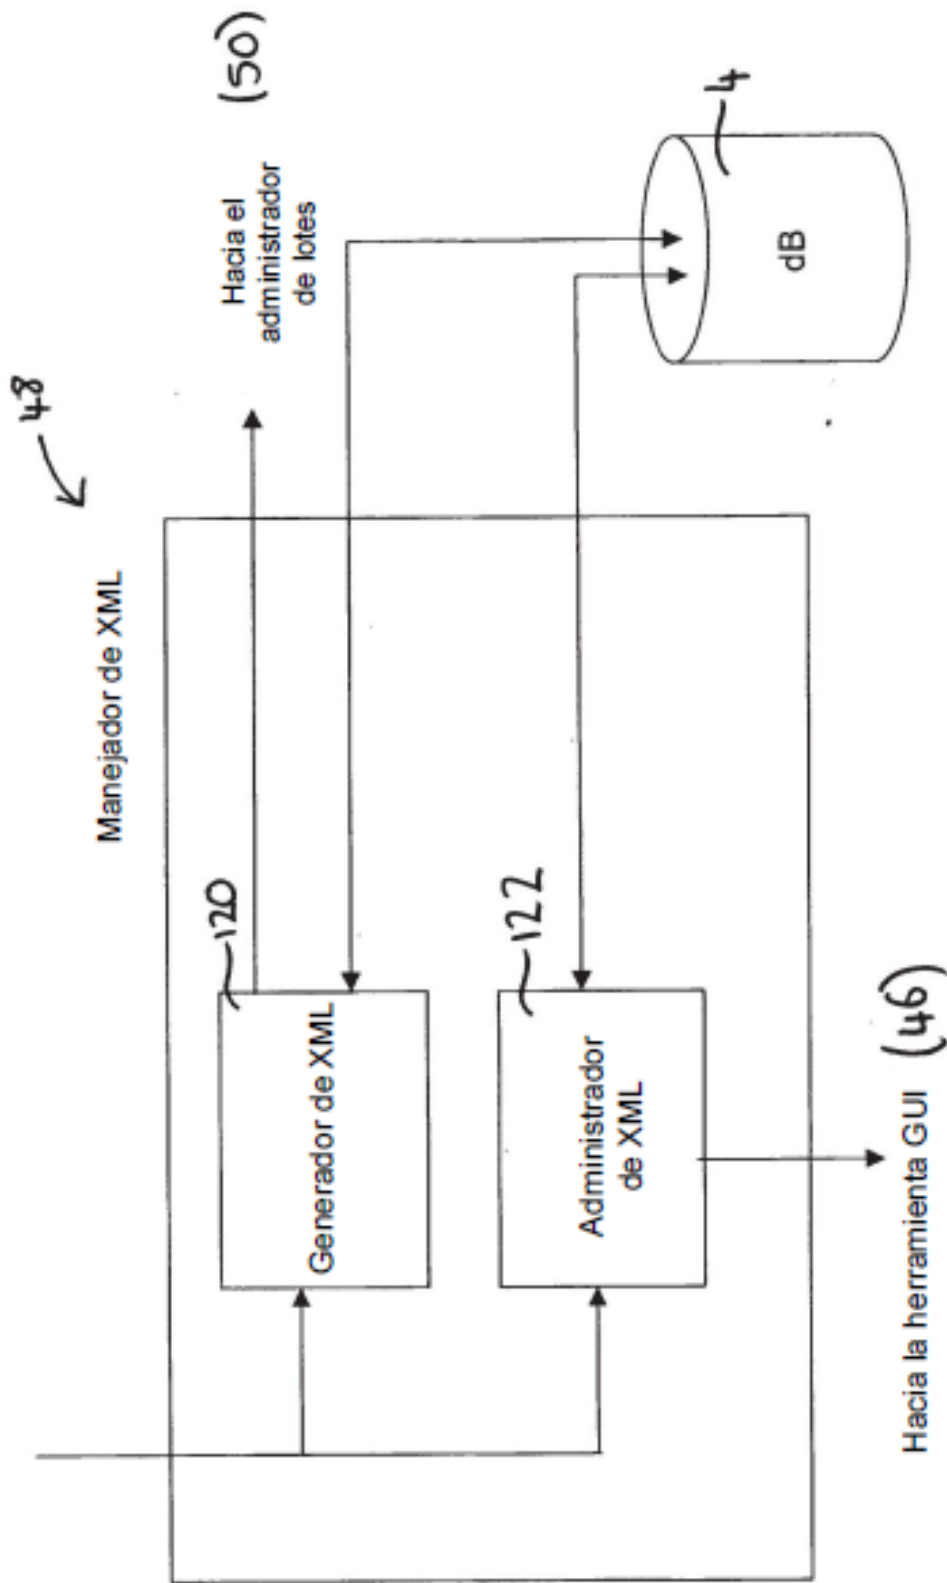 48
Manejador de XML
(50)
Hacia el
administrador
de lotes
120
Generador de XML
122
Administrador
de XML
4
dB
Hacia la herramienta GUI (46)